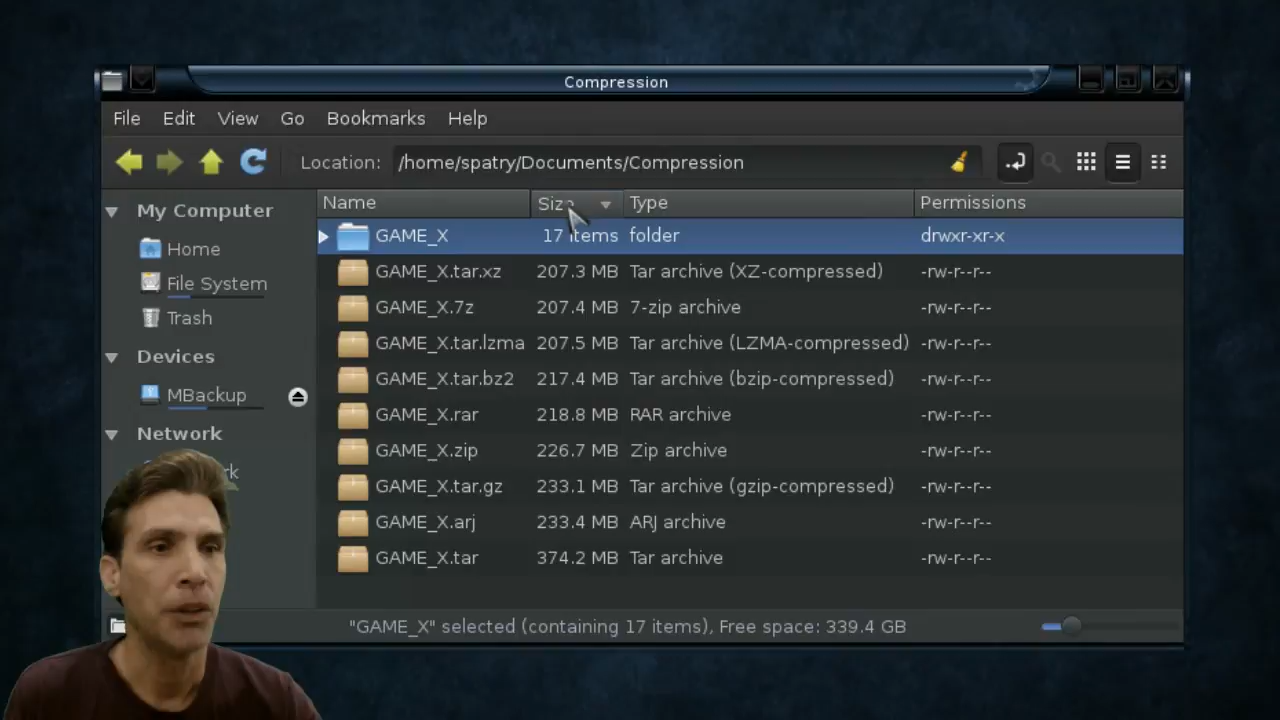 Compression
File Edit View Go Bookmarks Help
Location: /home/spatry/Documents/Compression
Name Size Type Permissions
My Computer
Home
File System
Trash
Devices
MBackup
Network
GAME_X 17 items folder drwxr-xr-x
GAME_X.tar.xz 207.3 MB Tar archive (XZ-compressed) -rw-r--r--
GAME_X.7z 207.4 MB 7-zip archive -rw-r--r--
GAME_X.tar.lzma 207.5 MB Tar archive (LZMA-compressed) -rw-r--r--
GAME_X.tar.bz2 217.4 MB Tar archive (bzip-compressed) -rw-r--r--
GAME_X.rar 218.8 MB RAR archive -rw-r--r--
GAME_X.zip 226.7 MB Zip archive -rw-r--r--
GAME_X.tar.gz 233.1 MB Tar archive (gzip-compressed) -rw-r--r--
GAME_X.arj 233.4 MB ARJ archive -rw-r--r--
GAME_X.tar 374.2 MB Tar archive -rw-r--r--
"GAME_X" selected (containing 17 items), Free space: 339.4 GB